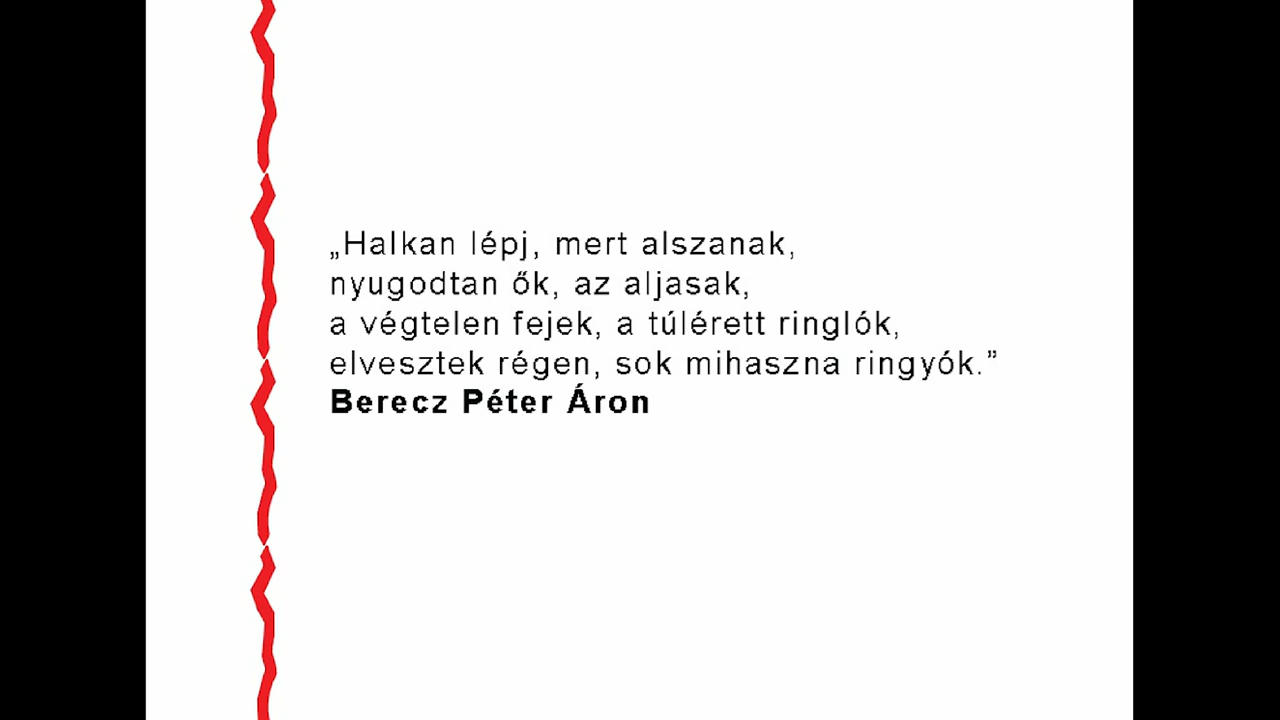 „Halkan lépj, mert alszanak,
nyugodtan ők, az aljasak,
a végtelen fejek, a túlérett ringlók,
elvesztek régen, sok mihaszna ringyók.”
Berecz Péter Áron